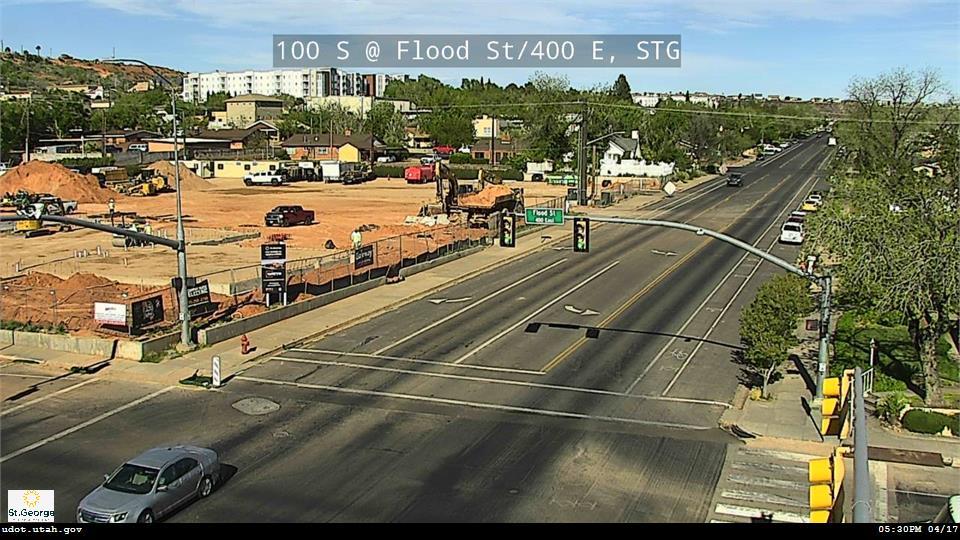 100 S @ Flood St/400 E, STG
Flood St
400 East
St.George
udot.utah.gov
05:30PM 04/17